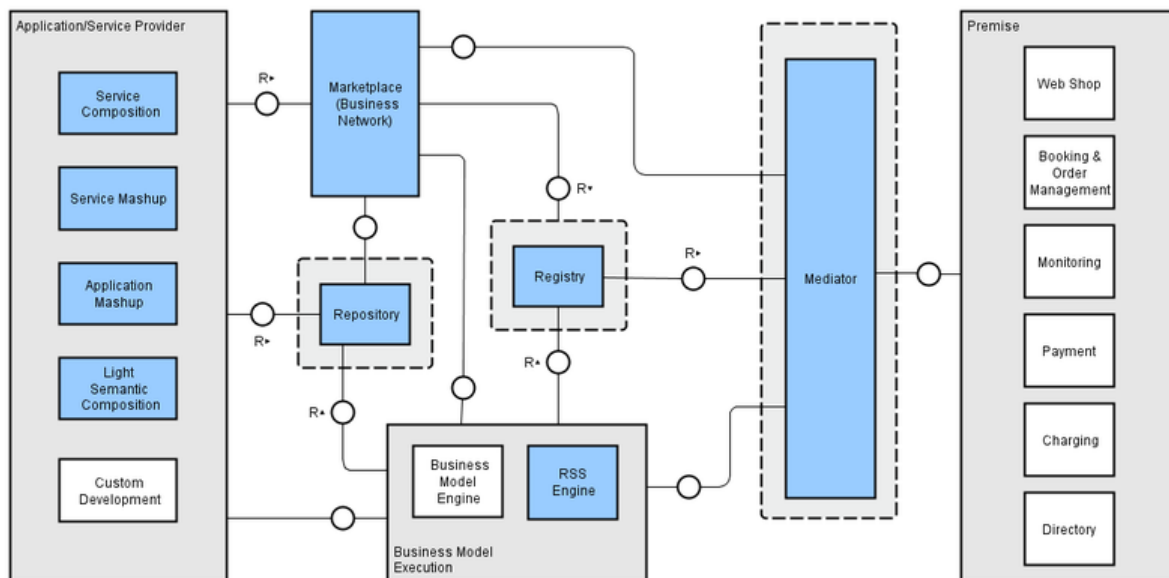 Application/Service Provider
Service
Composition
Service Mashup
Application
Mashup
Light
Semantic
Composition
Custom
Development
R▸
Marketplace
(Business
Network)
R▾
Repository
R▸
Registry
R▸
R▴
R▴
Business
Model
Engine
RSS
Engine
Business Model
Execution
Mediator
Premise
Web Shop
Booking &
Order
Management
Monitoring
Payment
Charging
Directory